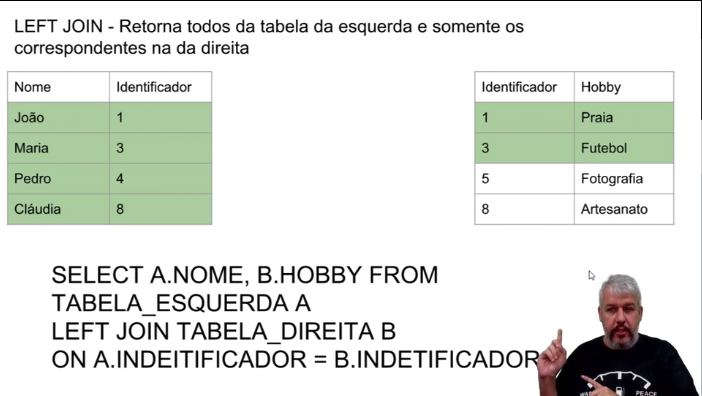 LEFT JOIN - Retorna todos da tabela da esquerda e somente os
correspondentes na da direita
Nome Identificador
João 1
Maria 3
Pedro 4
Cláudia 8
Identificador Hobby
1 Praia
3 Futebol
5 Fotografia
8 Artesanato
SELECT A.NOME, B.HOBBY FROM
TABELA_ESQUERDA A
LEFT JOIN TABELA_DIREITA B
ON A.INDEITIFICADOR = B.INDETIFICADOR
PEACE